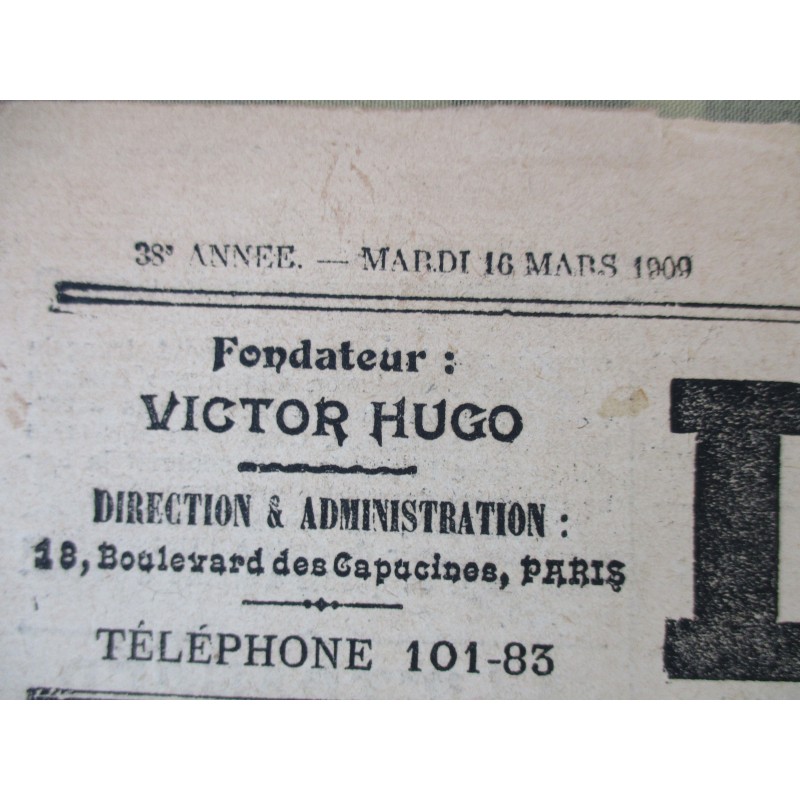 38e ANNEE. — MARDI 16 MARS 1909
Fondateur :
VICTOR HUGO
DIRECTION & ADMINISTRATION :
18, Boulevard des Capucines, PARIS
TÉLÉPHONE 101-83